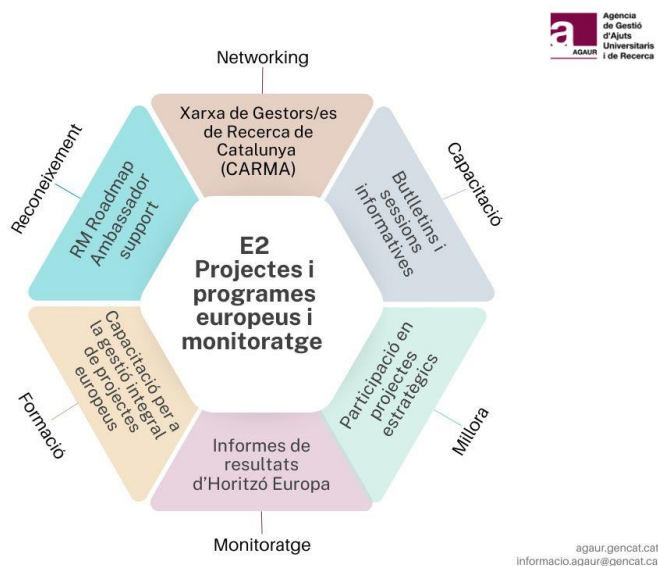 Agència
de Gestió
d'Ajuts
Universitaris
i de Recerca
a
AGAUR
Networking
Xarxa de Gestors/es
de Recerca de
Catalunya
(CARMA)
Capacitació
Butlletins i
sessions
informatives
Millora
Participació en
projectes
estratègics
Monitoratge
Informes de
resultats
d'Horitzó Europa
Formació
Capacitació per a
la gestió integral
de projectes
europeus
Reconeixement
RM Roadmap
Ambassador
support
E2
Projectes i
programes
europeus i
monitoratge
agaur.gencat.cat
informacio.agaur@gencat.ca